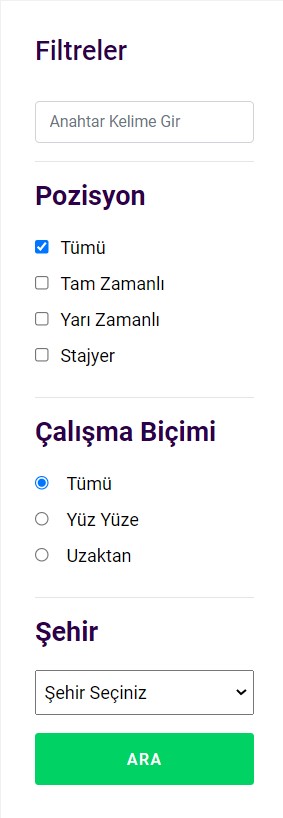 Filtreler
Anahtar Kelime Gir
Pozisyon
Tümü
Tam Zamanlı
Yarı Zamanlı
Stajyer
Çalışma Biçimi
Tümü
Yüz Yüze
Uzaktan
Şehir
Şehir Seçiniz
ARA